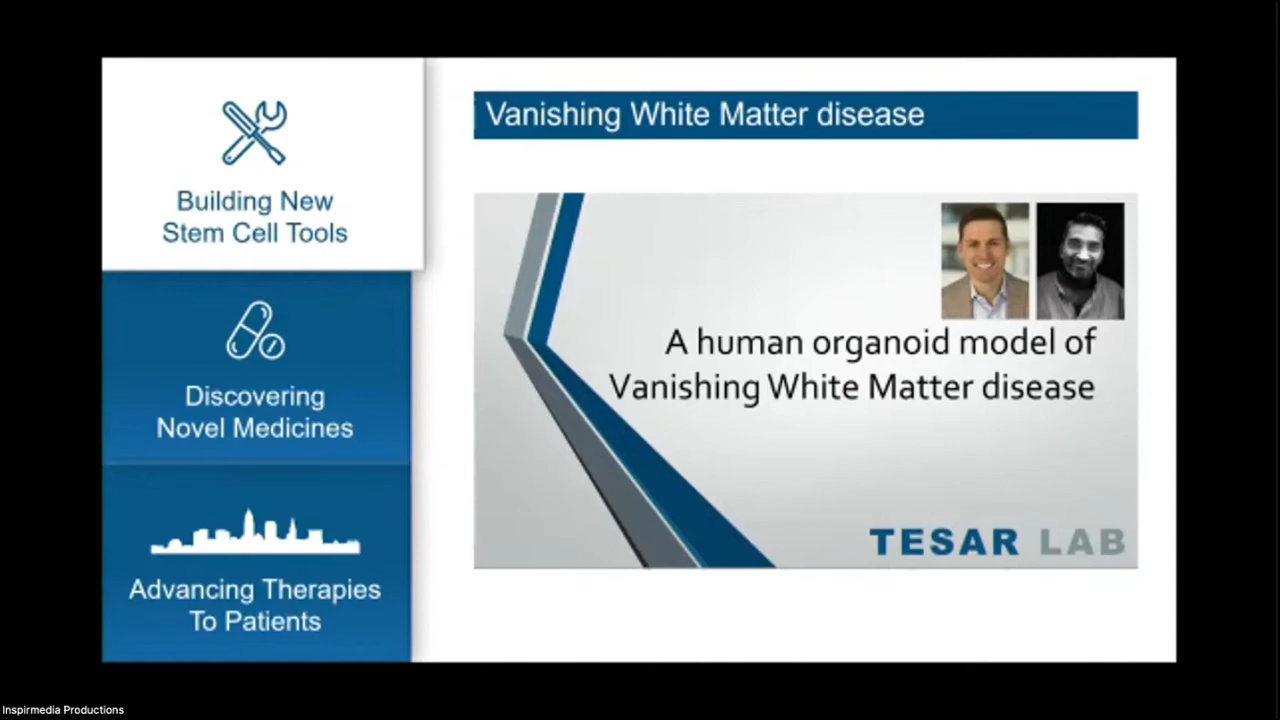 Building New
Stem Cell Tools
Discovering
Novel Medicines
Advancing Therapies
To Patients
Vanishing White Matter disease
A human organoid model of
Vanishing White Matter disease
TESAR LAB
Inspirmedia Productions